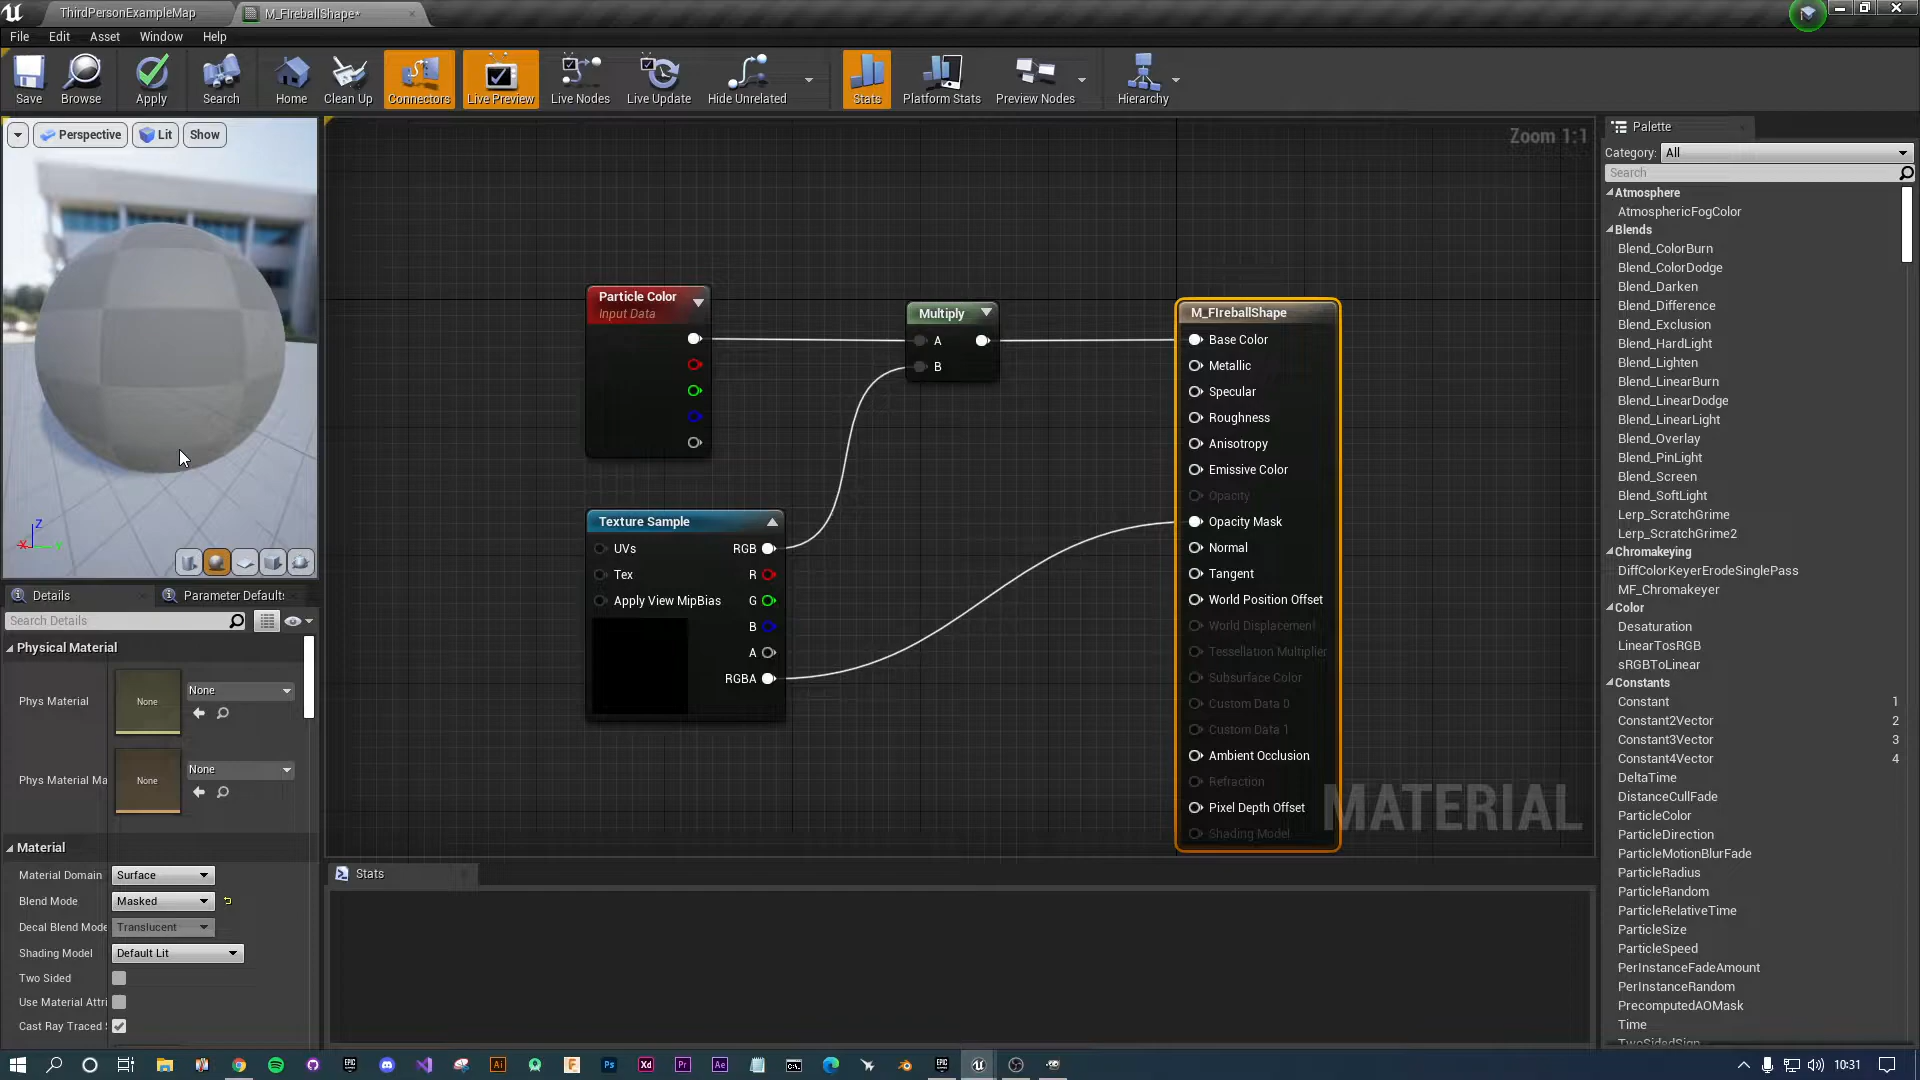 ThirdPersonExampleMap
M_FIreballShape*
File Edit Asset Window Help
Save Browse Apply Search Home Clean Up Connectors Live Preview Live Nodes Live Update Hide Unrelated Stats Platform Stats Preview Nodes Hierarchy
Perspective Lit Show
Zoom 1:1
Z
X
Y
Particle Color
Input Data
Multiply
A
B
Texture Sample
UVs RGB
Tex R
Apply View MipBias G
B
A
RGBA
M_FIreballShape
Base Color
Metallic
Specular
Roughness
Anisotropy
Emissive Color
Opacity
Opacity Mask
Normal
Tangent
World Position Offset
World Displacement
Tessellation Multiplier
Subsurface Color
Custom Data 0
Custom Data 1
Ambient Occlusion
Refraction
Pixel Depth Offset
Shading Model
MATERIAL
Details Parameter Defaults
Search Details
Physical Material
Phys Material None None
Phys Material Ma None None
Material
Material Domain Surface
Blend Mode Masked
Decal Blend Mode Translucent
Shading Model Default Lit
Two Sided
Use Material Attri
Cast Ray Traced S
Stats
Palette
Category: All
Search
Atmosphere
AtmosphericFogColor
Blends
Blend_ColorBurn
Blend_ColorDodge
Blend_Darken
Blend_Difference
Blend_Exclusion
Blend_HardLight
Blend_Lighten
Blend_LinearBurn
Blend_LinearDodge
Blend_LinearLight
Blend_Overlay
Blend_PinLight
Blend_Screen
Blend_SoftLight
Lerp_ScratchGrime
Lerp_ScratchGrime2
Chromakeying
DiffColorKeyerErodeSinglePass
MF_Chromakeyer
Color
Desaturation
LinearTosRGB
sRGBToLinear
Constants
Constant 1
Constant2Vector 2
Constant3Vector 3
Constant4Vector 4
DeltaTime
DistanceCullFade
ParticleColor
ParticleDirection
ParticleMotionBlurFade
ParticleRadius
ParticleRandom
ParticleRelativeTime
ParticleSize
ParticleSpeed
PerInstanceFadeAmount
PerInstanceRandom
PrecomputedAOMask
Time
TwoSidedSign
EPIC Ai Ps Xd Pr Ae EPIC
10:31